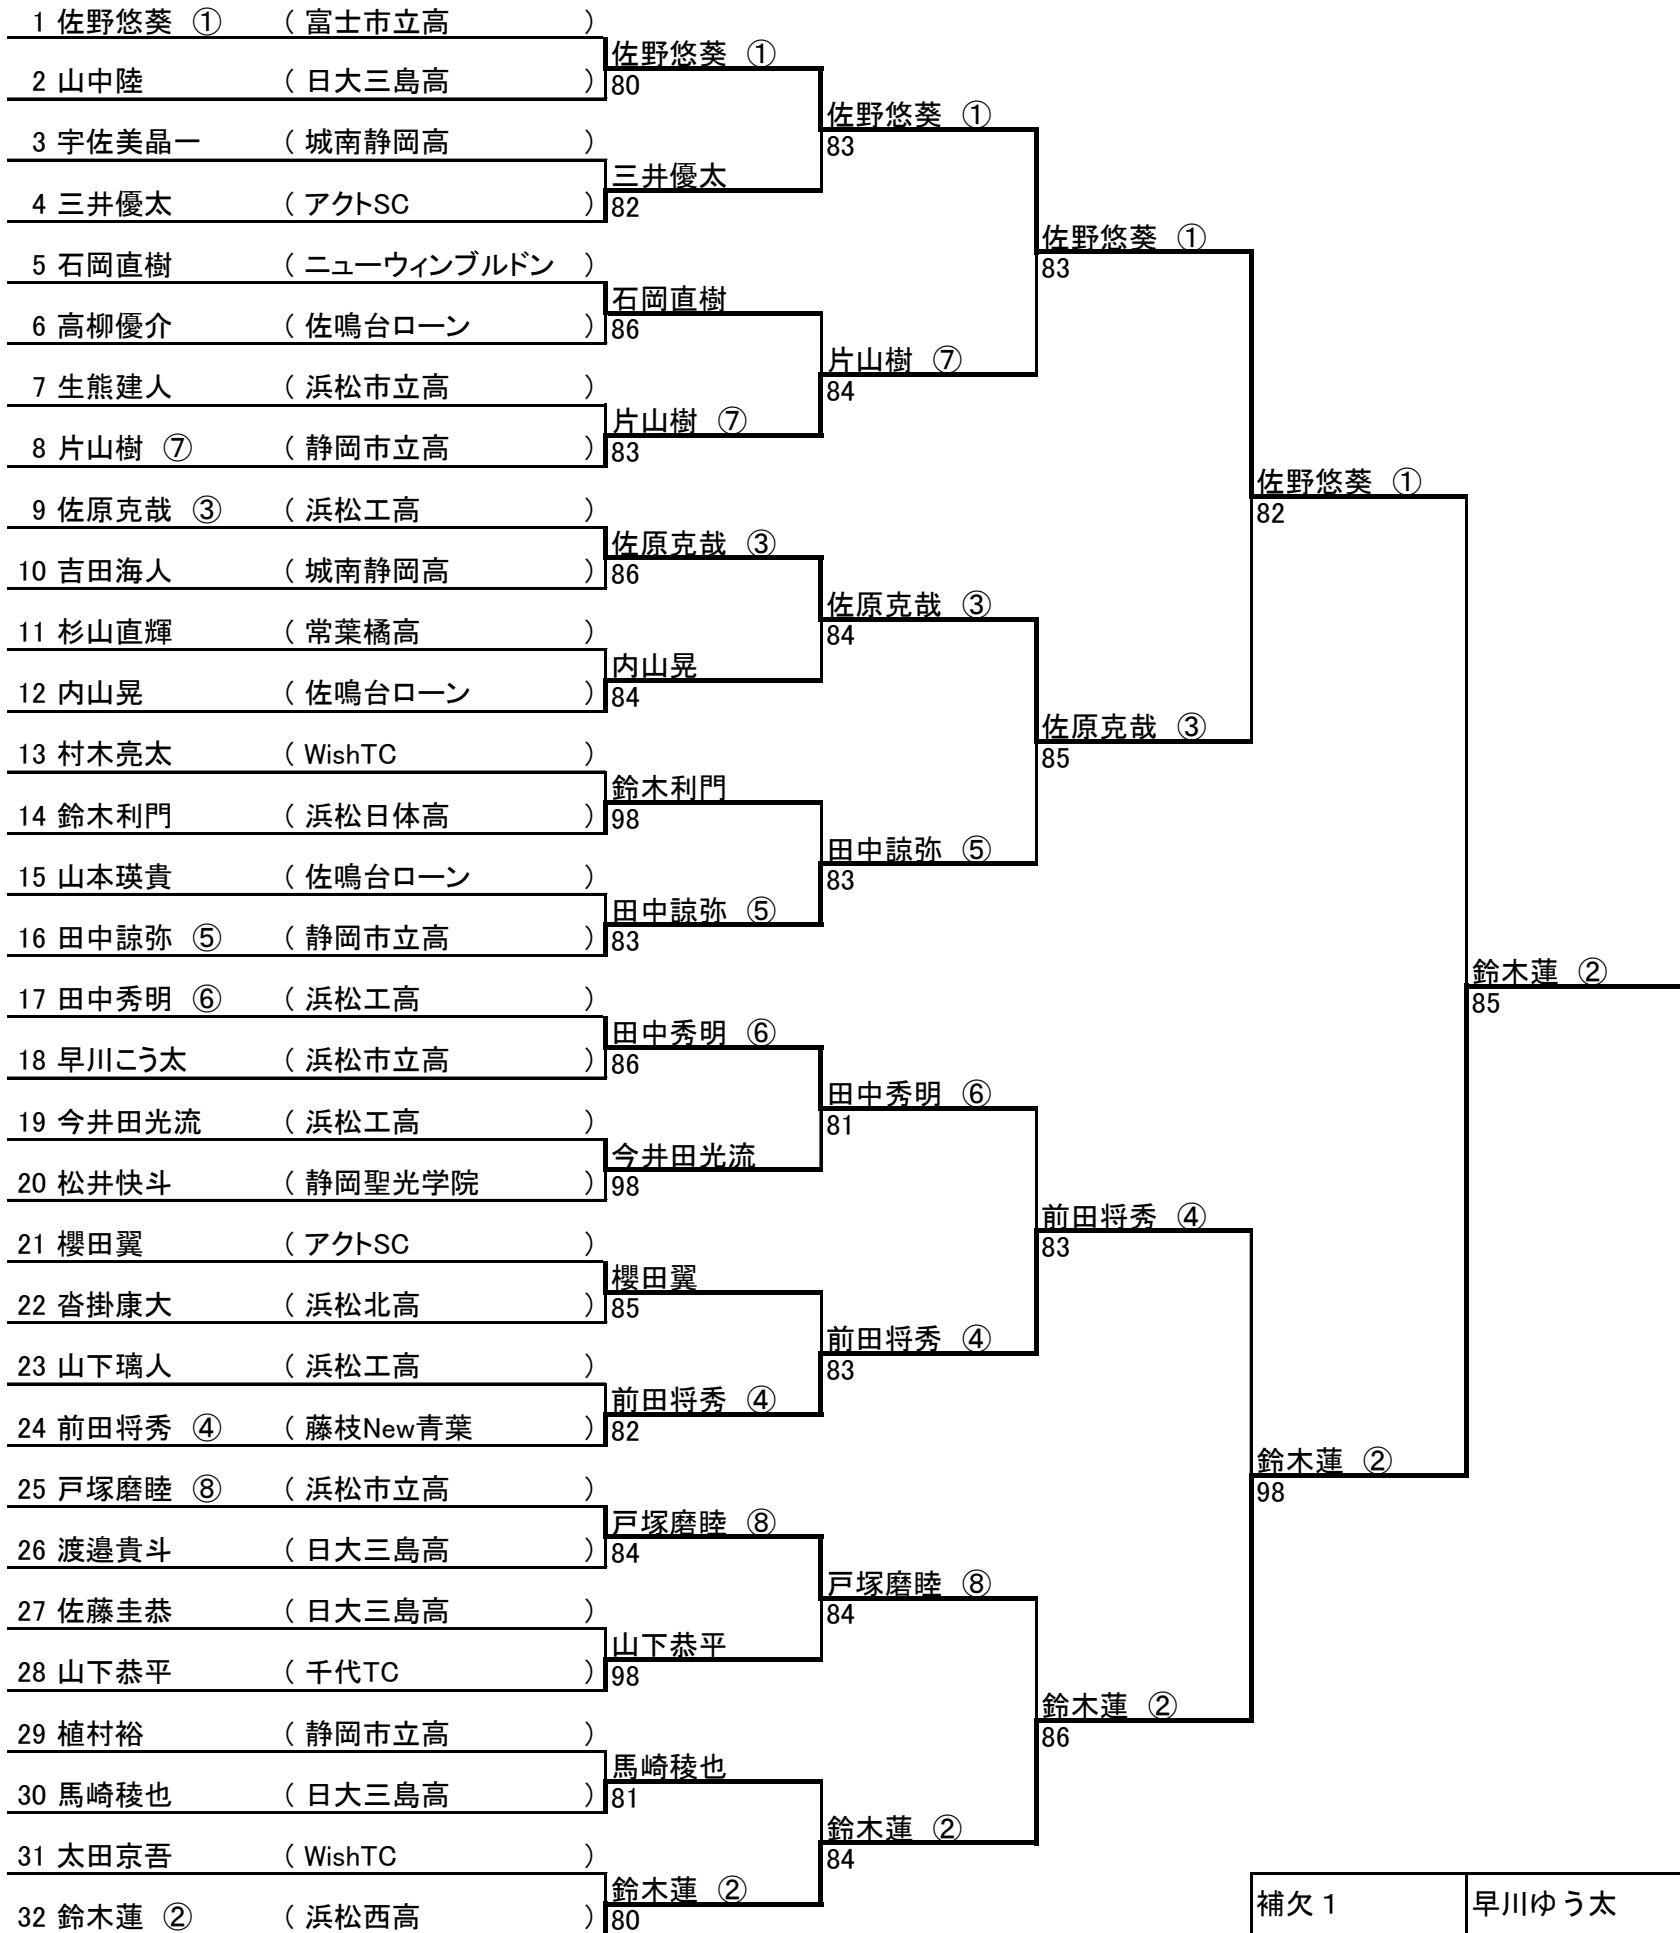 1 佐野悠葵 ① ( 富士市立高 )
佐野悠葵 ①
2 山中陸 ( 日大三島高 ) 80
佐野悠葵 ①
3 宇佐美晶一 ( 城南静岡高 ) 83
三井優太
4 三井優太 ( アクトSC ) 82
佐野悠葵 ①
5 石岡直樹 ( ニューウィンブルドン ) 83
石岡直樹
6 高柳優介 ( 佐鳴台ローン ) 86
片山樹 ⑦
7 生熊建人 ( 浜松市立高 ) 84
片山樹 ⑦
8 片山樹 ⑦ ( 静岡市立高 ) 83
佐野悠葵 ①
9 佐原克哉 ③ ( 浜松工高 ) 82
佐原克哉 ③
10 吉田海人 ( 城南静岡高 ) 86
佐原克哉 ③
11 杉山直輝 ( 常葉橘高 ) 84
内山晃
12 内山晃 ( 佐鳴台ローン ) 84
佐原克哉 ③
13 村木亮太 ( WishTC ) 85
鈴木利門
14 鈴木利門 ( 浜松日体高 ) 98
田中諒弥 ⑤
15 山本瑛貴 ( 佐鳴台ローン ) 83
田中諒弥 ⑤
16 田中諒弥 ⑤ ( 静岡市立高 ) 83
鈴木蓮 ②
17 田中秀明 ⑥ ( 浜松工高 ) 85
田中秀明 ⑥
18 早川こう太 ( 浜松市立高 ) 86
田中秀明 ⑥
19 今井田光流 ( 浜松工高 ) 81
今井田光流
20 松井快斗 ( 静岡聖光学院 ) 98
前田将秀 ④
21 櫻田翼 ( アクトSC ) 83
櫻田翼
22 沓掛康大 ( 浜松北高 ) 85
前田将秀 ④
23 山下璃人 ( 浜松工高 ) 83
前田将秀 ④
24 前田将秀 ④ ( 藤枝New青葉 ) 82
鈴木蓮 ②
25 戸塚磨睦 ⑧ ( 浜松市立高 ) 98
戸塚磨睦 ⑧
26 渡邉貴斗 ( 日大三島高 ) 84
戸塚磨睦 ⑧
27 佐藤圭恭 ( 日大三島高 ) 84
山下恭平
28 山下恭平 ( 千代TC ) 98
鈴木蓮 ②
29 植村裕 ( 静岡市立高 ) 86
馬崎稜也
30 馬崎稜也 ( 日大三島高 ) 81
鈴木蓮 ②
31 太田京吾 ( WishTC ) 84
鈴木蓮 ②
32 鈴木蓮 ② ( 浜松西高 ) 80
補欠1 早川ゆう太